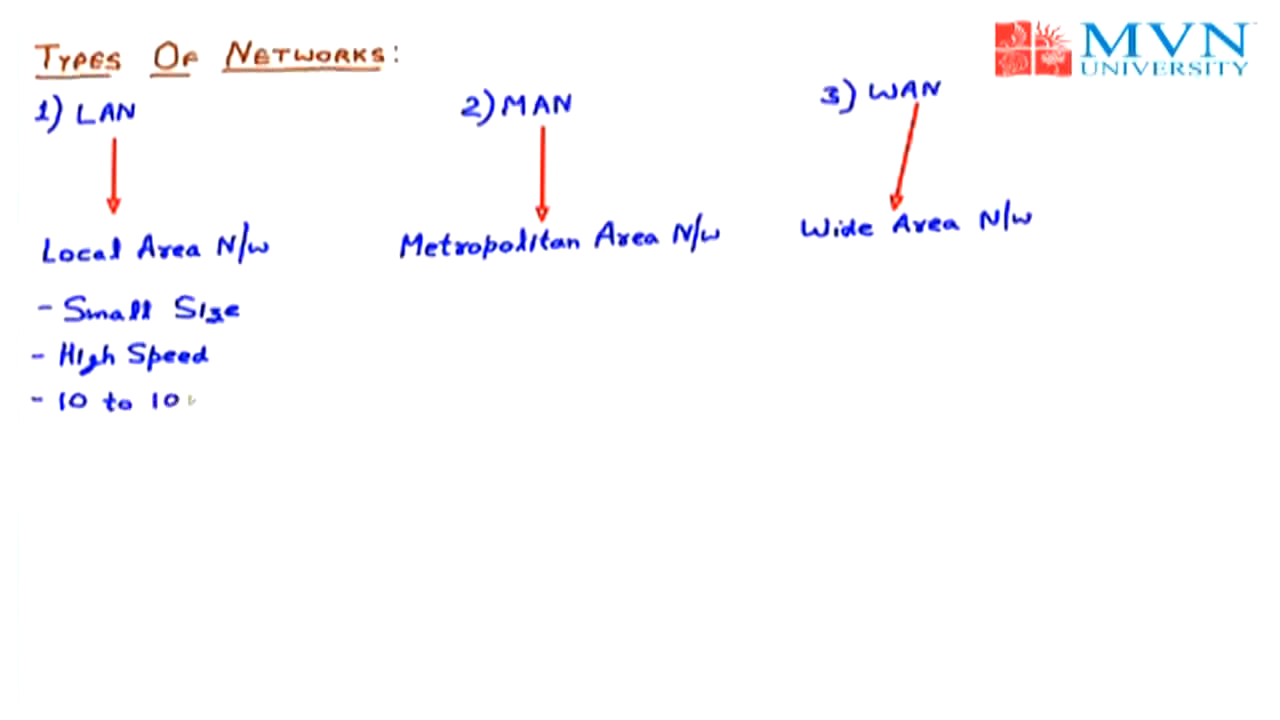 TYPES OF NETWORKS:
MVN
UNIVERSITY
1) LAN
2) MAN
3) WAN
Local Area N/w
Metropolitan Area N/w
Wide Area N/w
- Small Size
- High Speed
- 10 to 10